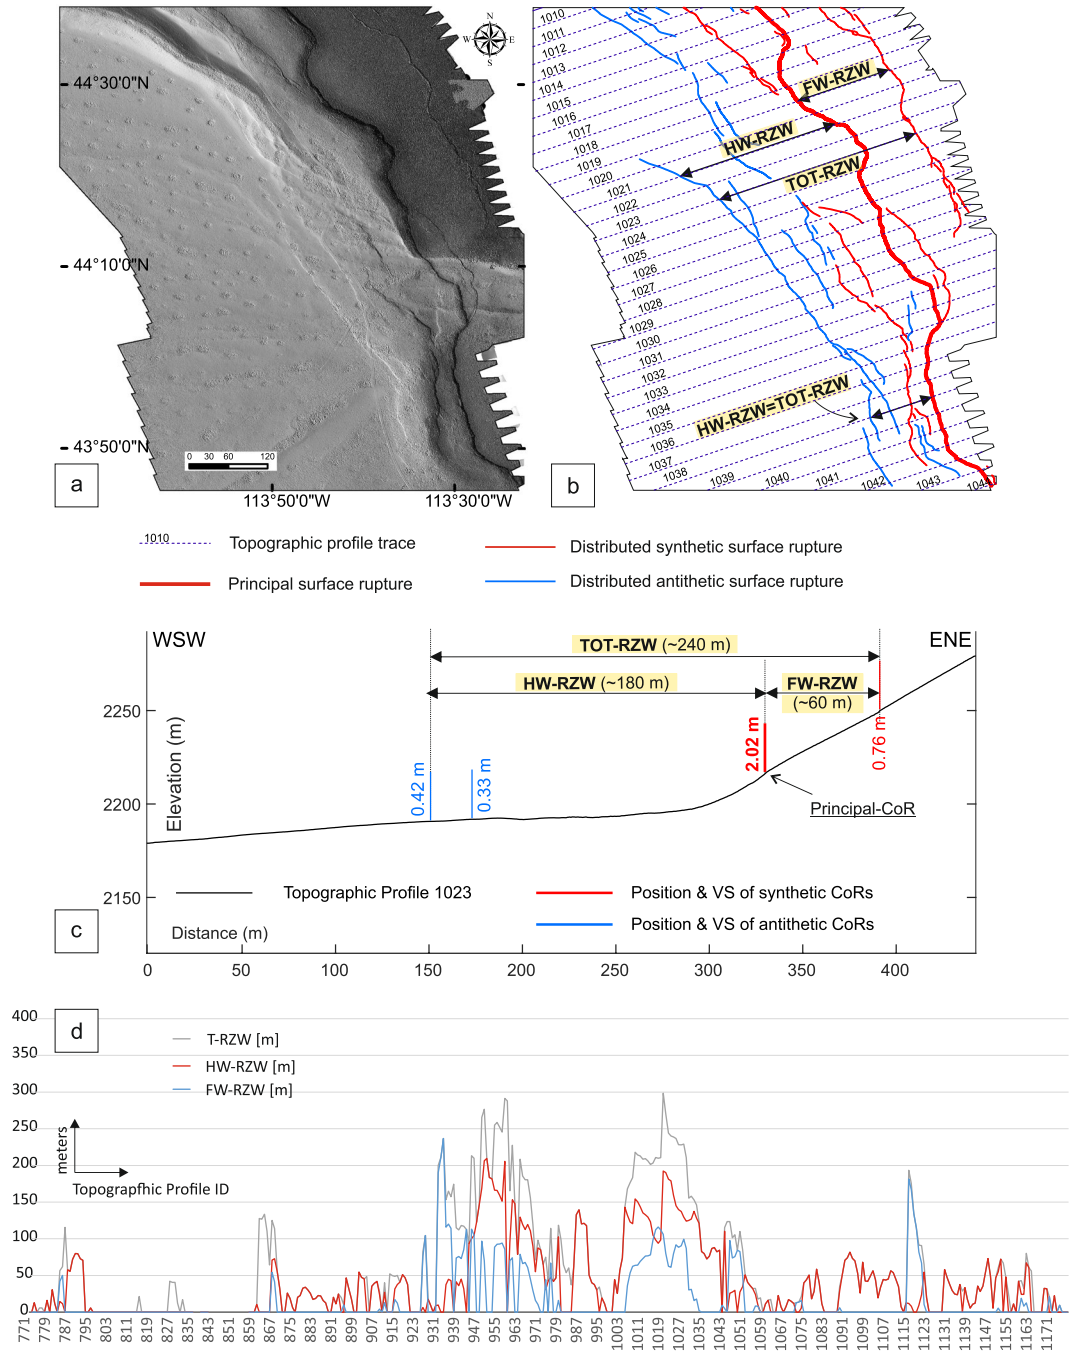 N
W E
S
44°30'0"N
44°10'0"N
43°50'0"N
0 30 60 120
113°50'0"W
113°30'0"W
a
1010
1011
1012
1013
1014
1015
1016
1017
1018
1019
1020
1021
1022
1023
1024
1025
1026
1027
1028
1029
1030
1031
1032
1033
1034
1035
1036
1037
1038
1039
1040
1041
1042
1043
FW-RZW
HW-RZW
TOT-RZW
HW-RZW=TOT-RZW
b
1010 Topographic profile trace
Principal surface rupture
Distributed synthetic surface rupture
Distributed antithetic surface rupture
WSW
ENE
TOT-RZW (~240 m)
HW-RZW (~180 m)
FW-RZW
(~60 m)
2250
2200
2150
Elevation (m)
0.42 m
0.33 m
2.02 m
0.76 m
Principal-CoR
Topographic Profile 1023
Position & VS of synthetic CoRs
Position & VS of antithetic CoRs
c
Distance (m)
0 50 100 150 200 250 300 350 400
d
400
350
300
250
200
150
100
50
0
T-RZW [m]
HW-RZW [m]
FW-RZW [m]
meters
Topograpfhic Profile ID
771 779 787 795 803 811 819 827 835 843 851 859 867 875 883 891 899 907 915 923 931 939 947 955 963 971 979 987 995 1003 1011 1019 1027 1035 1043 1051 1059 1067 1075 1083 1091 1099 1107 1115 1123 1131 1139 1147 1155 1163 1171